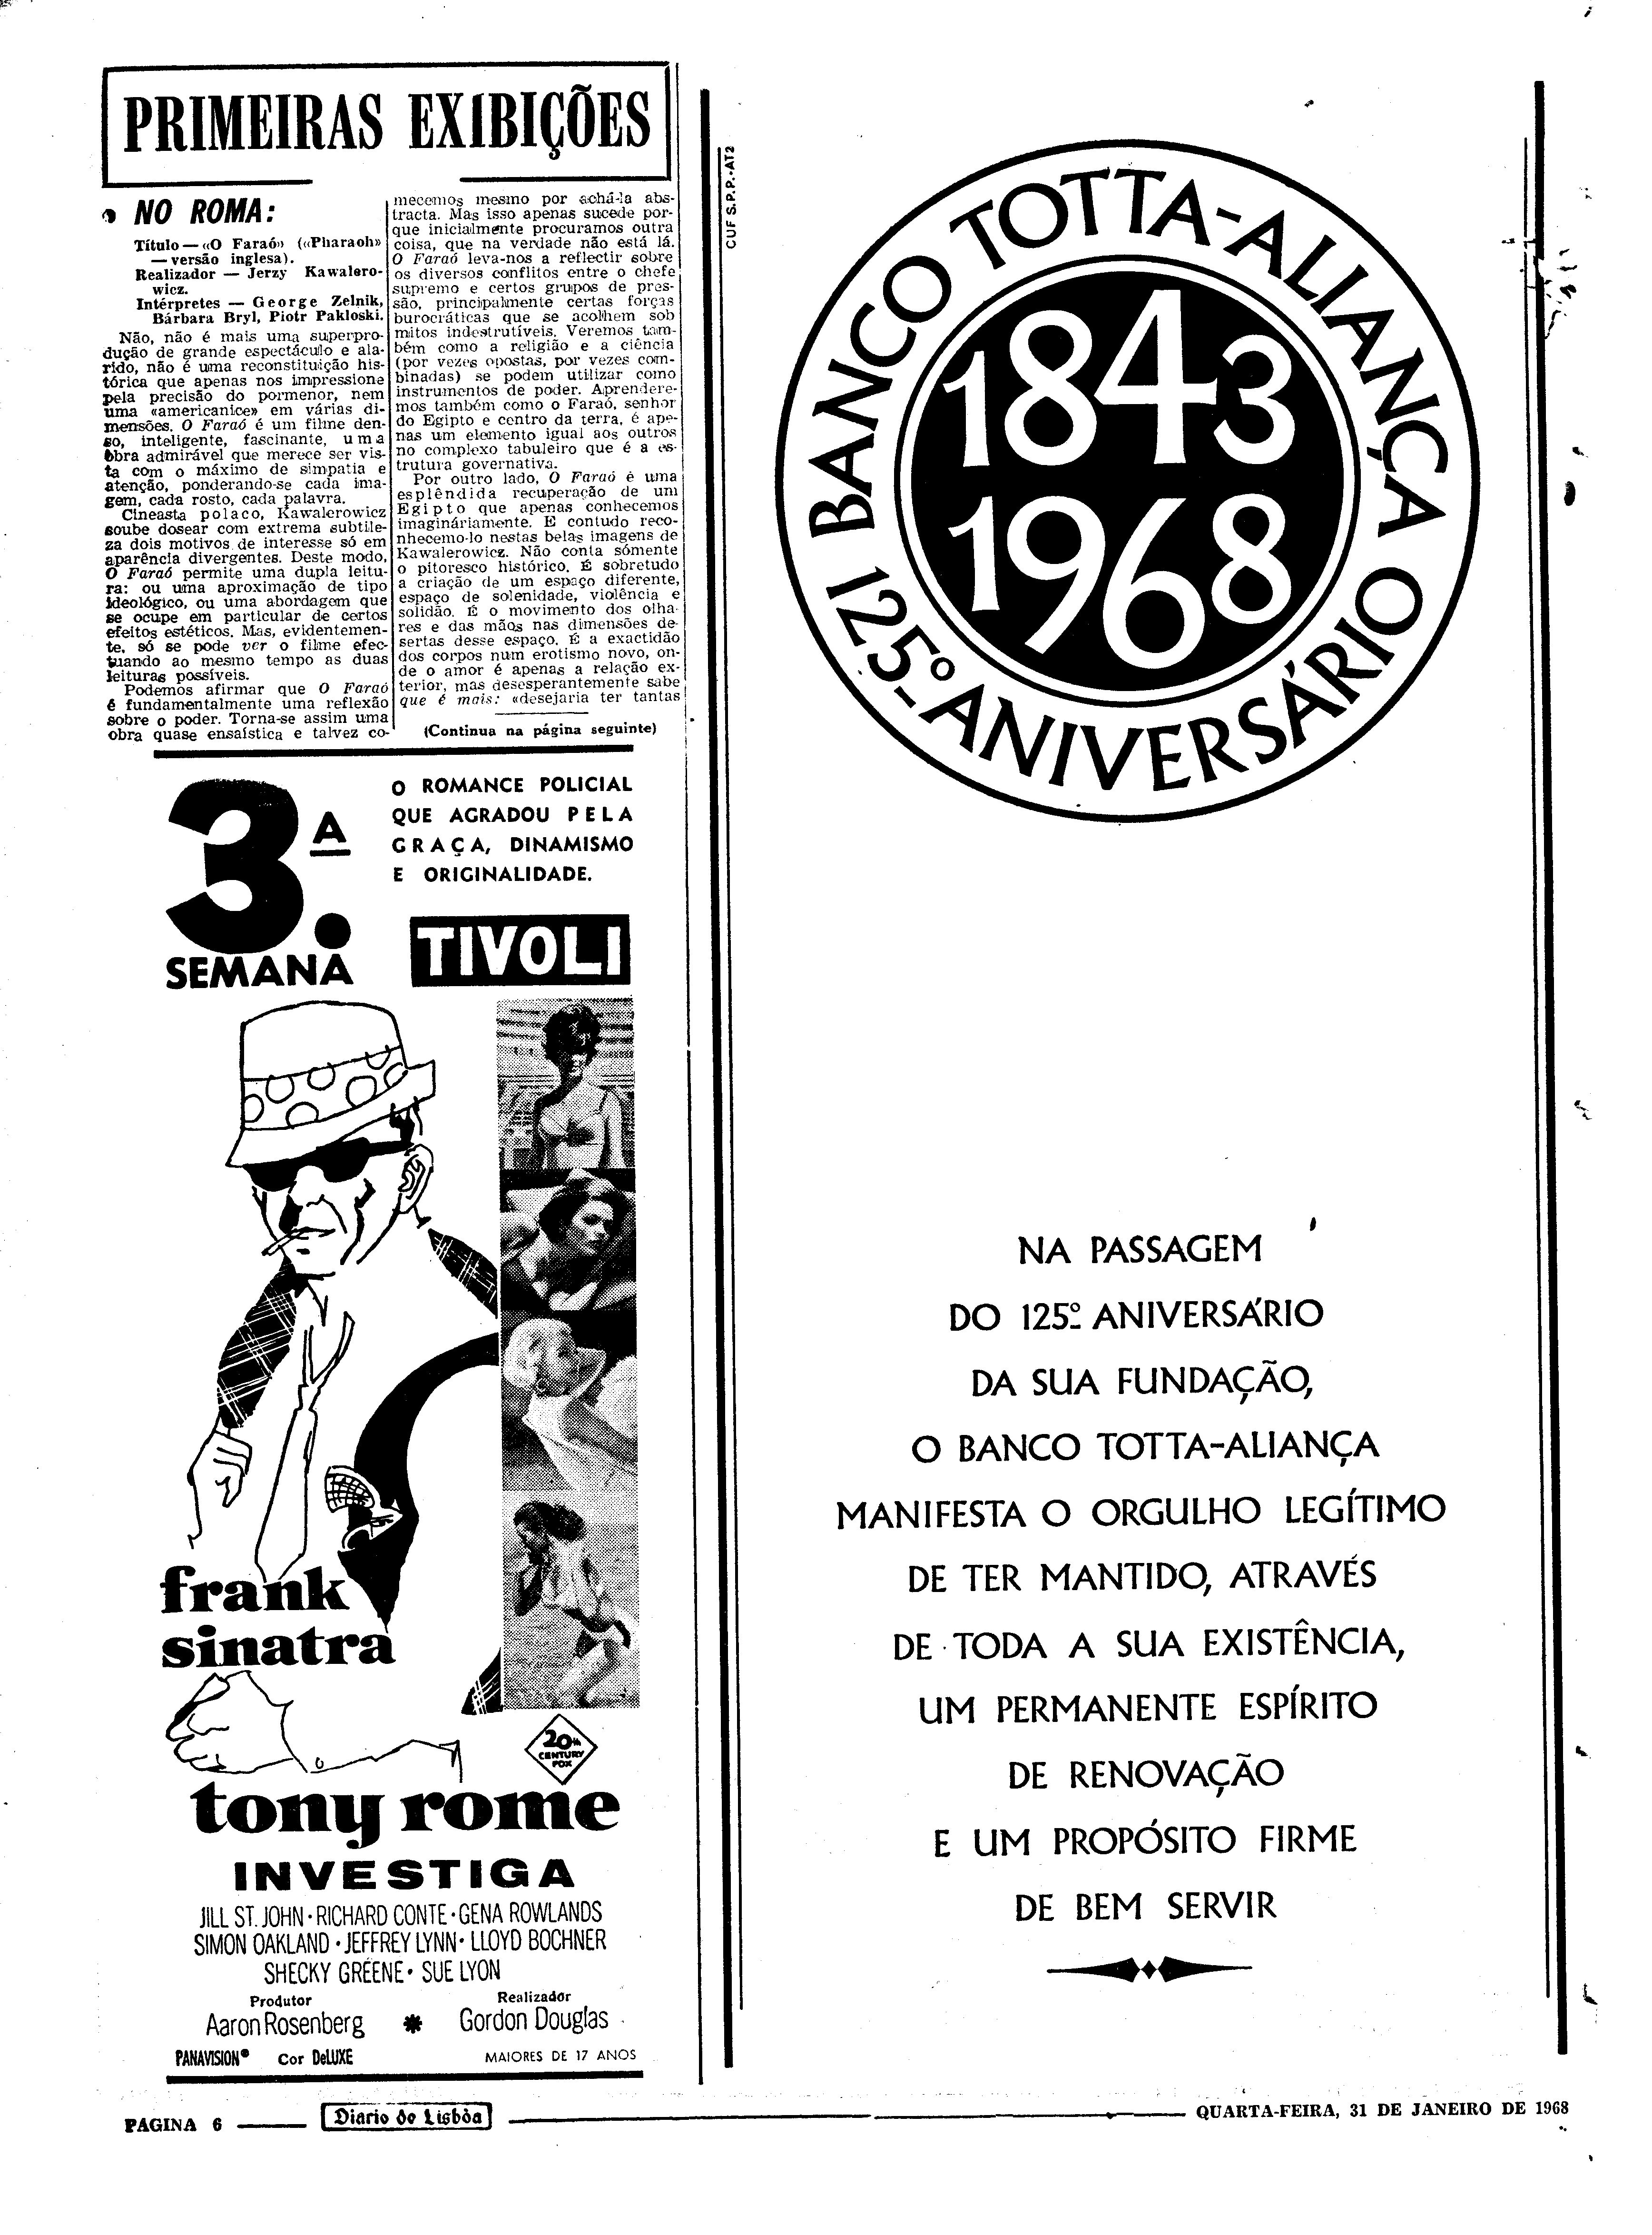 PRIMEIRAS EXIBIÇÕES
NO ROMA:
Título — «O Faraó» («Pharaoh»
— versão inglesa).
Realizador — Jerzy Kawalero-
wicz.
Intérpretes — George Zelnik,
Bárbara Bryl, Piotr Pakloski.
Não, não é mais uma superpro-
dução de grande espectáculo e ala-
rido, não é uma reconstituição his-
tórica que apenas nos impressione
pela precisão do pormenor, nem
uma «americanice» em várias di-
mensões. O Faraó é um filme den-
so, inteligente, fascinante, uma
obra admirável que merece ser vis-
ta com o máximo de simpatia e
atenção, ponderando-se cada ima-
gem, cada rosto, cada palavra.
Cineasta polaco, Kawalerowicz
soube dosear com extrema subtile-
za dois motivos de interesse só em
aparência divergentes. Deste modo,
O Faraó permite uma dupla leitu-
ra: ou uma aproximação de tipo
ideológico, ou uma abordagem que
se ocupe em particular de certos
efeitos estéticos. Mas, evidentemen-
te, só se pode ver o filme efec-
tuando ao mesmo tempo as duas
leituras possíveis.
Podemos afirmar que O Faraó
é fundamentalmente uma reflexão
sobre o poder. Torna-se assim uma
obra quase ensaística e talvez co-
mecemos mesmo por achá-la abs-
tracta. Mas isso apenas sucede por-
que inicialmente procuramos outra
coisa, que na verdade não está lá.
O Faraó leva-nos a reflectir sobre
os diversos conflitos entre o chefe
supremo e certos grupos de pres-
são, principalmente certas forças
burocráticas que se acolhem sob
mitos indestrutíveis. Veremos tam-
bém como a religião e a ciência
(por vezes opostas, por vezes com-
binadas) se podem utilizar como
instrumentos de poder. Aprendere-
mos também como o Faraó, senhor
do Egipto e centro da terra, é ape-
nas um elemento igual aos outros
no complexo tabuleiro que é a es-
trutura governativa.
Por outro lado, O Faraó é uma
esplêndida recuperação de um
Egipto que apenas conhecemos
imaginàriamente. E contudo reco-
nhecemo-lo nestas belas imagens de
Kawalerowicz. Não conta sòmente
o pitoresco histórico. É sobretudo
a criação de um espaço diferente,
espaço de solenidade, violência e
solidão. É o movimento dos olha-
res e das mãos nas dimensões de-
sertas desse espaço. É a exactidão
dos corpos num erotismo novo, on-
de o amor é apenas a relação ex-
terior, mas desesperantemente sabe
que é mais: «desejaria ter tantas
(Continua na página seguinte)
3.ª
SEMANA
O ROMANCE POLICIAL
QUE AGRADOU PELA
GRAÇA, DINAMISMO
E ORIGINALIDADE.
TIVOLI
frank
sinatra
20th
CENTURY
FOX
tony rome
INVESTIGA
JILL ST. JOHN • RICHARD CONTE • GENA ROWLANDS
SIMON OAKLAND • JEFFREY LYNN • LLOYD BOCHNER
SHECKY GREENE • SUE LYON
Produtor
Aaron Rosenberg
Realizador
Gordon Douglas
PANAVISION® Cor DeLUXE
MAIORES DE 17 ANOS
CUF S.P.P.-AT2
BANCO TOTTA-ALIANÇA
125º ANIVERSÁRIO
1843
1968
NA PASSAGEM
DO 125º ANIVERSÁRIO
DA SUA FUNDAÇÃO,
O BANCO TOTTA-ALIANÇA
MANIFESTA O ORGULHO LEGÍTIMO
DE TER MANTIDO, ATRAVÉS
DE TODA A SUA EXISTÊNCIA,
UM PERMANENTE ESPÍRITO
DE RENOVAÇÃO
E UM PROPÓSITO FIRME
DE BEM SERVIR
PAGINA 6
Diario de Lisbôa
QUARTA-FEIRA, 31 DE JANEIRO DE 1968